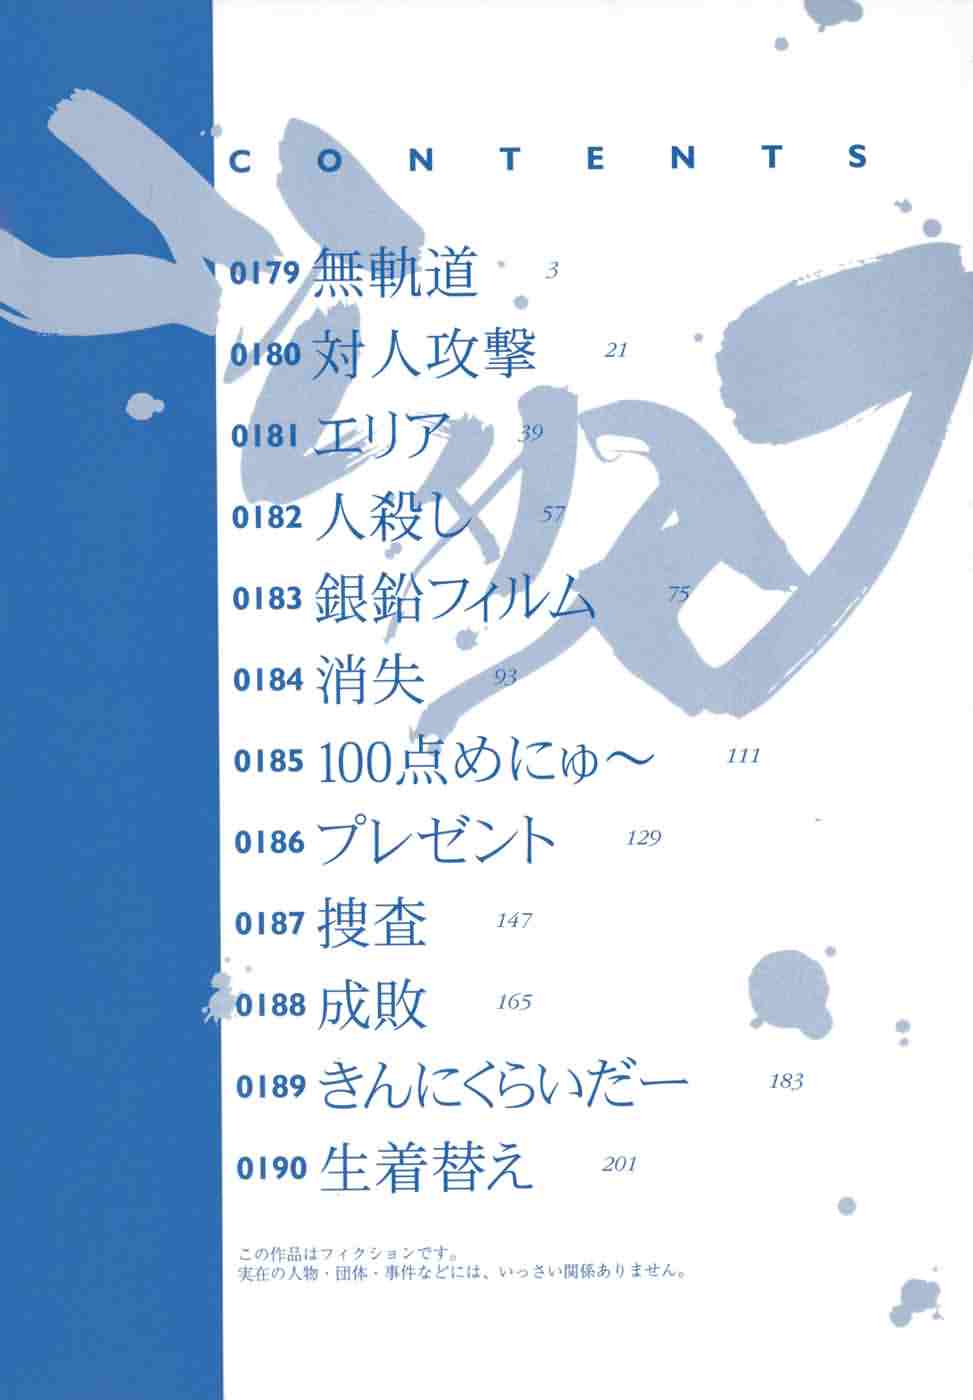 CONTENTS
0179 無軌道 3
0180 対人攻撃 21
0181 エリア 39
0182 人殺し 57
0183 銀鉛フィルム 75
0184 消失 93
0185 100点めにゅ〜 111
0186 プレゼント 129
0187 捜査 147
0188 成敗 165
0189 きんにくらいだー 183
0190 生着替え 201
この作品はフィクションです。
実在の人物・団体・事件などには、いっさい関係ありません。